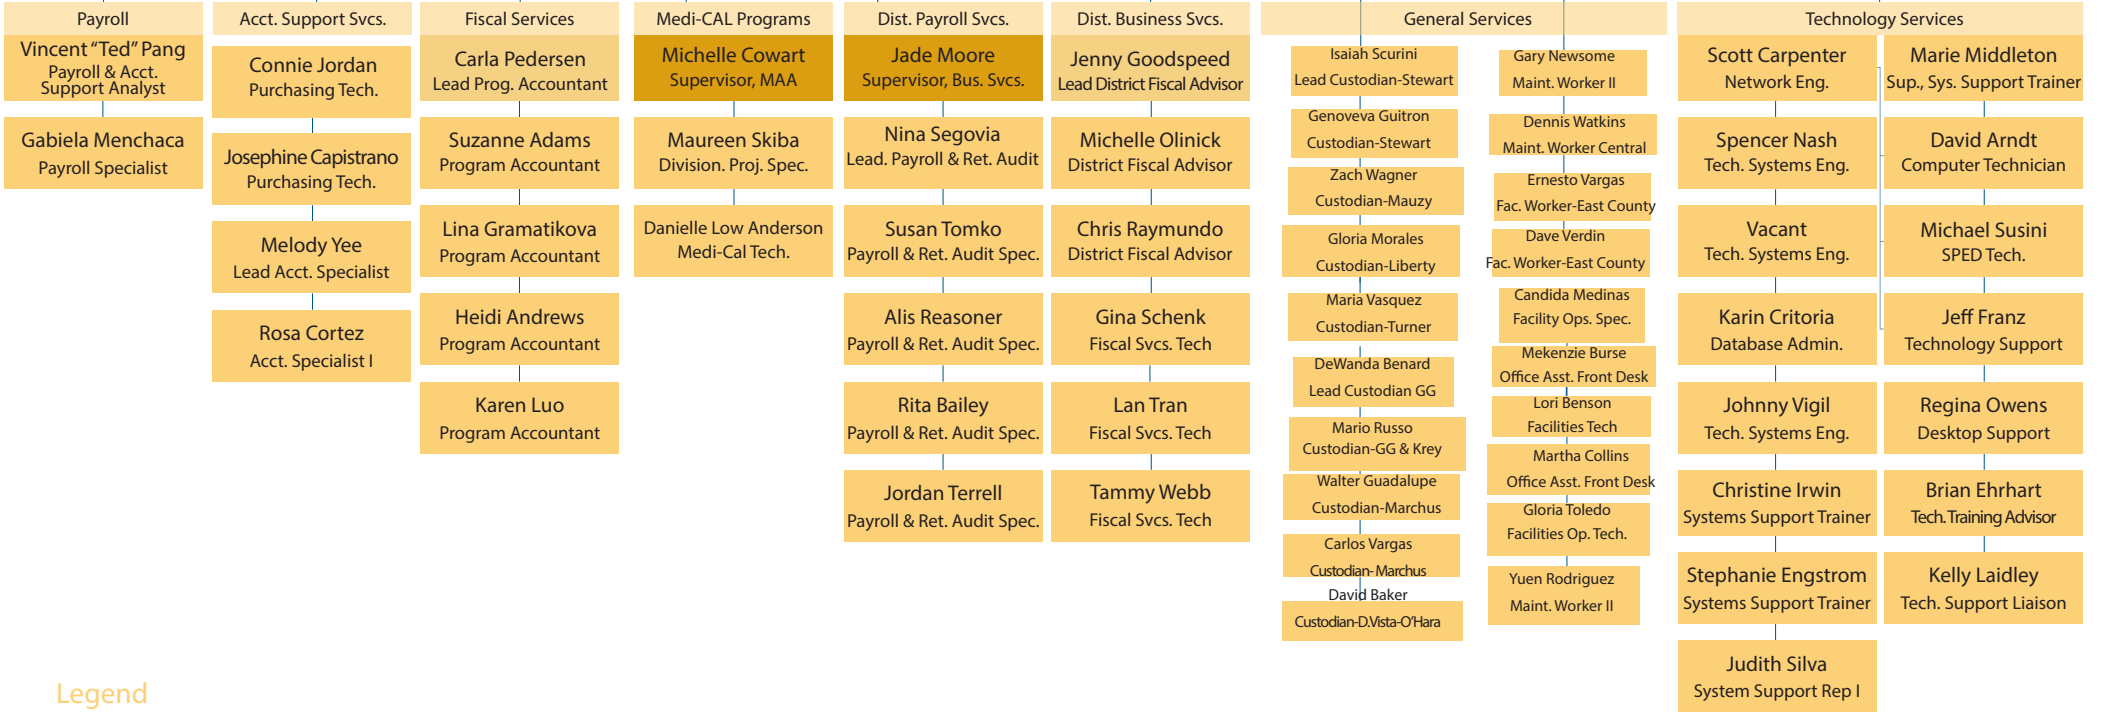 Payroll
Vincent “Ted” Pang
Payroll & Acct.
Support Analyst
Gabiela Menchaca
Payroll Specialist
Acct. Support Svcs.
Connie Jordan
Purchasing Tech.
Josephine Capistrano
Purchasing Tech.
Melody Yee
Lead Acct. Specialist
Rosa Cortez
Acct. Specialist I
Fiscal Services
Carla Pedersen
Lead Prog. Accountant
Suzanne Adams
Program Accountant
Lina Gramatikova
Program Accountant
Heidi Andrews
Program Accountant
Karen Luo
Program Accountant
Medi-CAL Programs
Michelle Cowart
Supervisor, MAA
Maureen Skiba
Division. Proj. Spec.
Danielle Low Anderson
Medi-Cal Tech.
Dist. Payroll Svcs.
Jade Moore
Supervisor, Bus. Svcs.
Nina Segovia
Lead. Payroll & Ret. Audit
Susan Tomko
Payroll & Ret. Audit Spec.
Alis Reasoner
Payroll & Ret. Audit Spec.
Rita Bailey
Payroll & Ret. Audit Spec.
Jordan Terrell
Payroll & Ret. Audit Spec.
Dist. Business Svcs.
Jenny Goodspeed
Lead District Fiscal Advisor
Michelle Olinick
District Fiscal Advisor
Chris Raymundo
District Fiscal Advisor
Gina Schenk
Fiscal Svcs. Tech
Lan Tran
Fiscal Svcs. Tech
Tammy Webb
Fiscal Svcs. Tech
General Services
Isaiah Scurini
Lead Custodian-Stewart
Genoveva Guitron
Custodian-Stewart
Zach Wagner
Custodian-Mauzy
Gloria Morales
Custodian-Liberty
Maria Vasquez
Custodian-Turner
DeWanda Benard
Lead Custodian GG
Mario Russo
Custodian-GG & Krey
Walter Guadalupe
Custodian-Marchus
Carlos Vargas
Custodian- Marchus
David Baker
Custodian-D.Vista-O’Hara
Gary Newsome
Maint. Worker II
Dennis Watkins
Maint. Worker Central
Ernesto Vargas
Fac. Worker-East County
Dave Verdin
Fac. Worker-East County
Candida Medinas
Facility Ops. Spec.
Mekenzie Burse
Office Asst. Front Desk
Lori Benson
Facilities Tech
Martha Collins
Office Asst. Front Desk
Gloria Toledo
Facilities Op. Tech.
Yuen Rodriguez
Maint. Worker II
Technology Services
Scott Carpenter
Network Eng.
Spencer Nash
Tech. Systems Eng.
Vacant
Tech. Systems Eng.
Karin Critoria
Database Admin.
Johnny Vigil
Tech. Systems Eng.
Christine Irwin
Systems Support Trainer
Stephanie Engstrom
Systems Support Trainer
Judith Silva
System Support Rep I
Marie Middleton
Sup., Sys. Support Trainer
David Arndt
Computer Technician
Michael Susini
SPED Tech.
Jeff Franz
Technology Support
Regina Owens
Desktop Support
Brian Ehrhart
Tech. Training Advisor
Kelly Laidley
Tech. Support Liaison
Legend